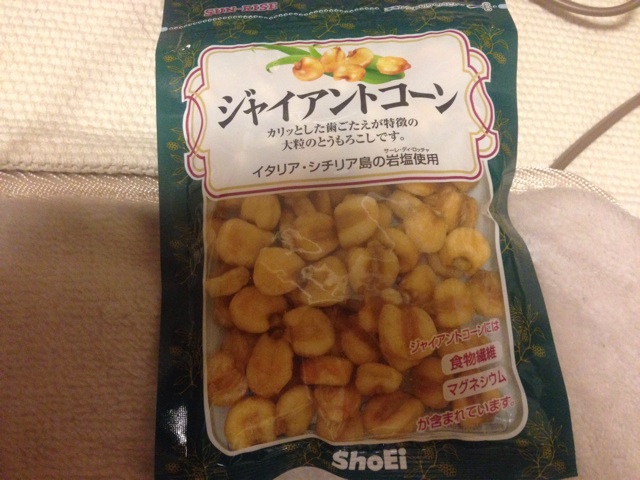 SUN-RISE
ジャイアントコーン
カリッとした歯ごたえが特徴の
大粒のとうもろこしです。
サーレ・ディ・ロッチャ
イタリア・シチリア島の岩塩使用
ジャイアントコーンには
食物繊維
マグネシウム
が含まれています。
ShoEi